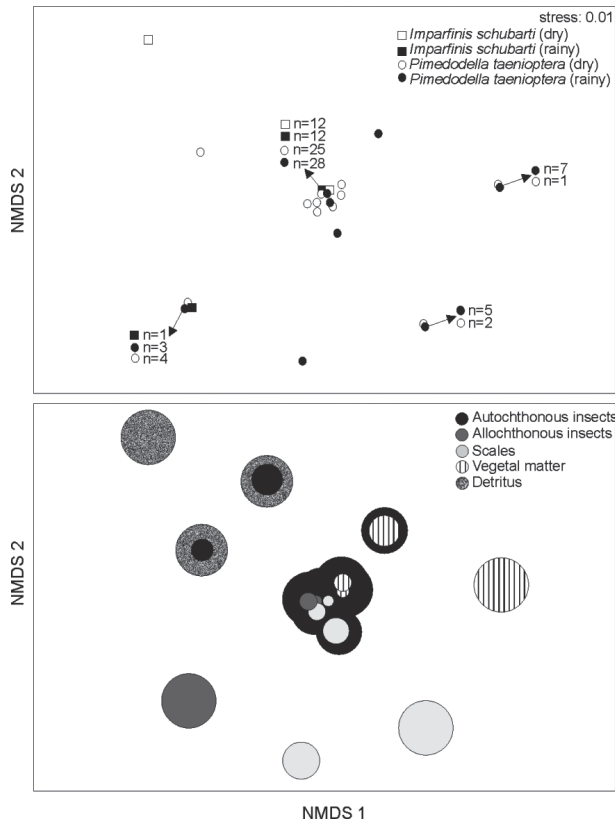 stress: 0.01
Imparfinis schubarti (dry)
Imparfinis schubarti (rainy)
Pimedodella taenioptera (dry)
Pimedodella taenioptera (rainy)
n=12
n=12
n=25
n=28
n=7
n=1
n=5
n=2
n=1
n=3
n=4
NMDS 2
Autochthonous insects
Allochthonous insects
Scales
Vegetal matter
Detritus
NMDS 2
NMDS 1